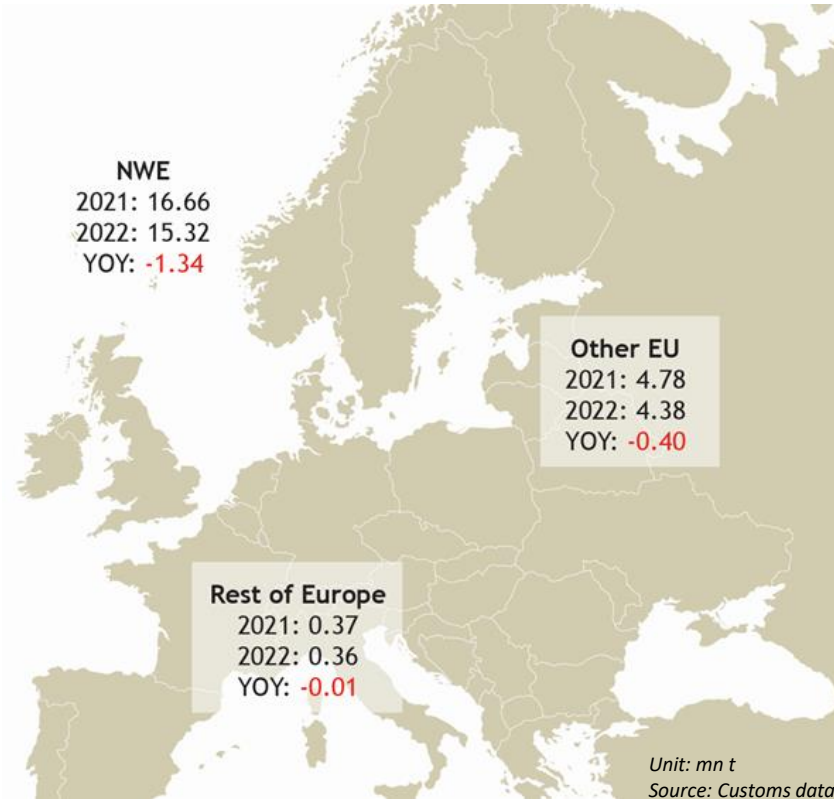 NWE
2021: 16.66
2022: 15.32
YOY: -1.34
Other EU
2021: 4.78
2022: 4.38
YOY: -0.40
Rest of Europe
2021: 0.37
2022: 0.36
YOY: -0.01
Unit: mn t
Source: Customs data